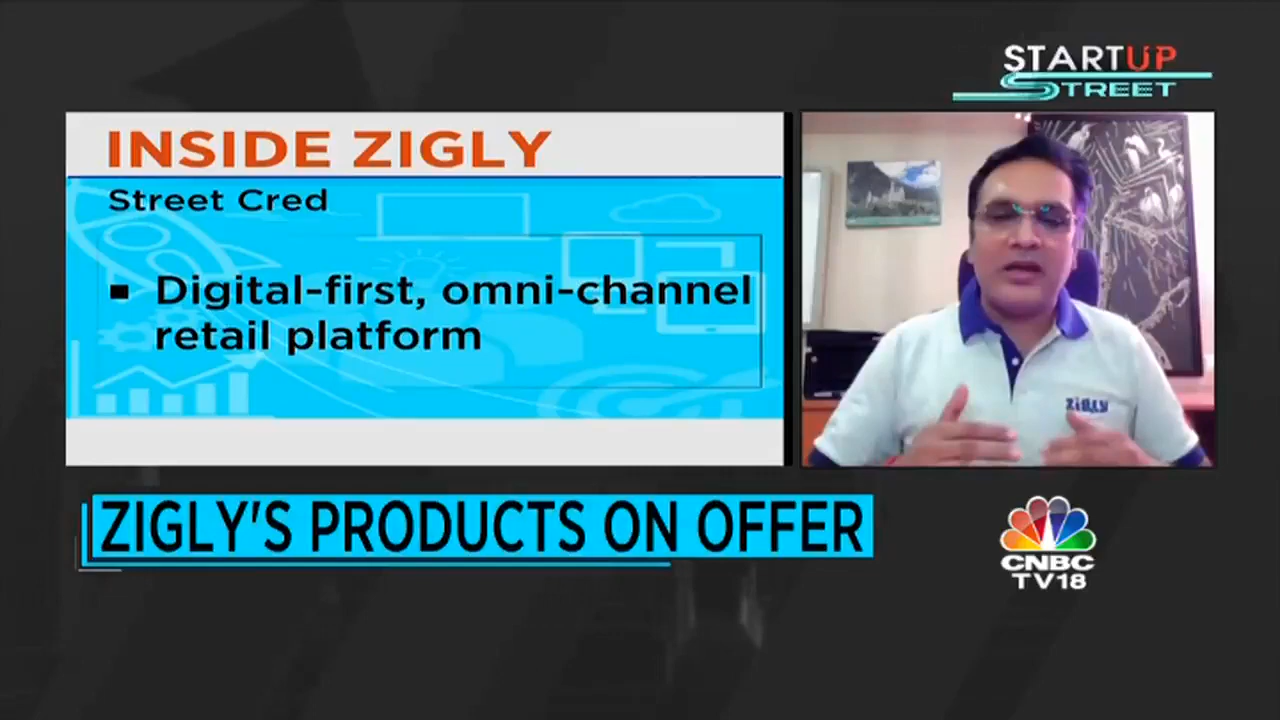 STARTUP
STREET
INSIDE ZIGLY
Street Cred
▪ Digital-first, omni-channel
retail platform
zigly
ZIGLY'S PRODUCTS ON OFFER
CNBC
TV18